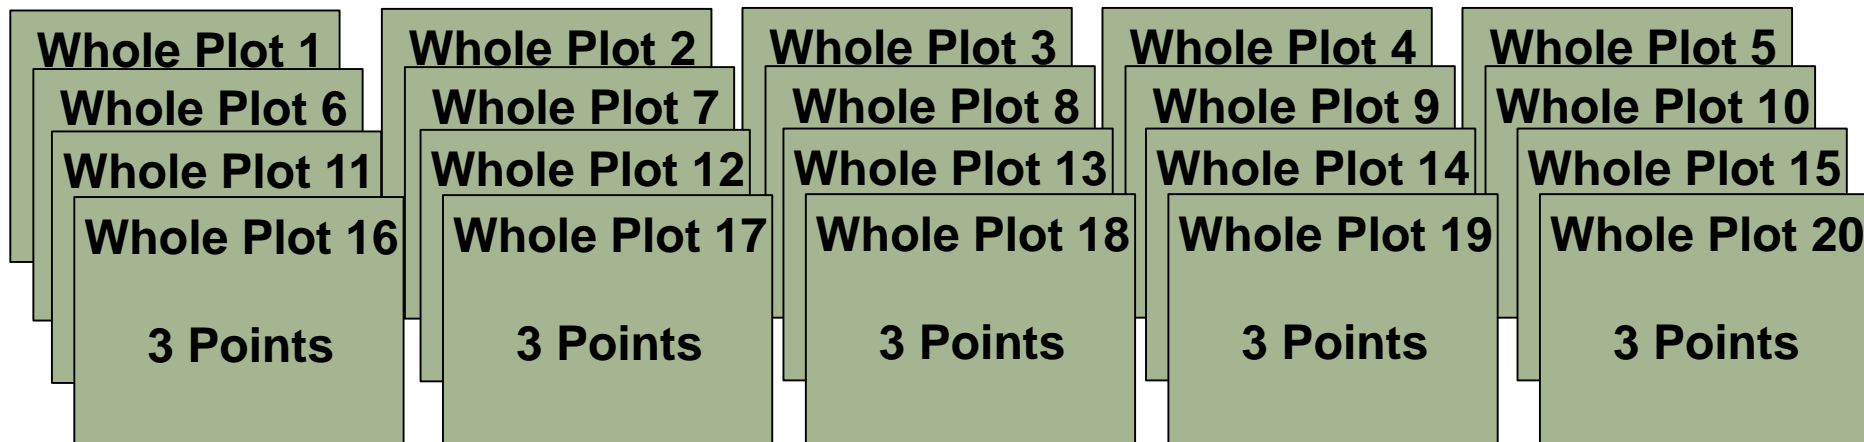 Whole Plot 1
Whole Plot 2
Whole Plot 3
Whole Plot 4
Whole Plot 5
Whole Plot 6
Whole Plot 7
Whole Plot 8
Whole Plot 9
Whole Plot 10
Whole Plot 11
Whole Plot 12
Whole Plot 13
Whole Plot 14
Whole Plot 15
Whole Plot 16
Whole Plot 17
Whole Plot 18
Whole Plot 19
Whole Plot 20
3 Points
3 Points
3 Points
3 Points
3 Points